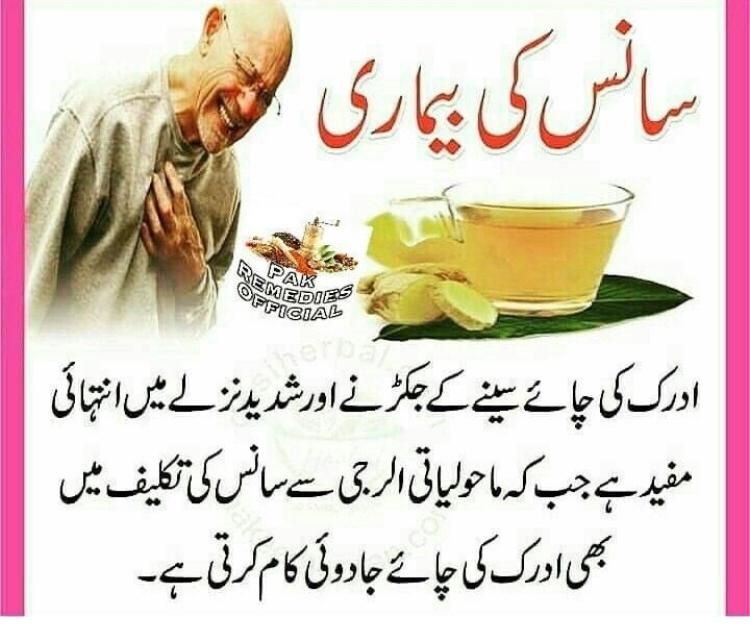 سانس کی بیماری
PAK
REMEDIES
OFFICIAL
ادرک کی چائے سینے کے جکڑنے اور شدید نزلے میں انتہائی
مفید ہے جب کہ ماحولیاتی الرجی سے سانس کی تکلیف میں
بھی ادرک کی چائے جادوئی کام کرتی ہے۔